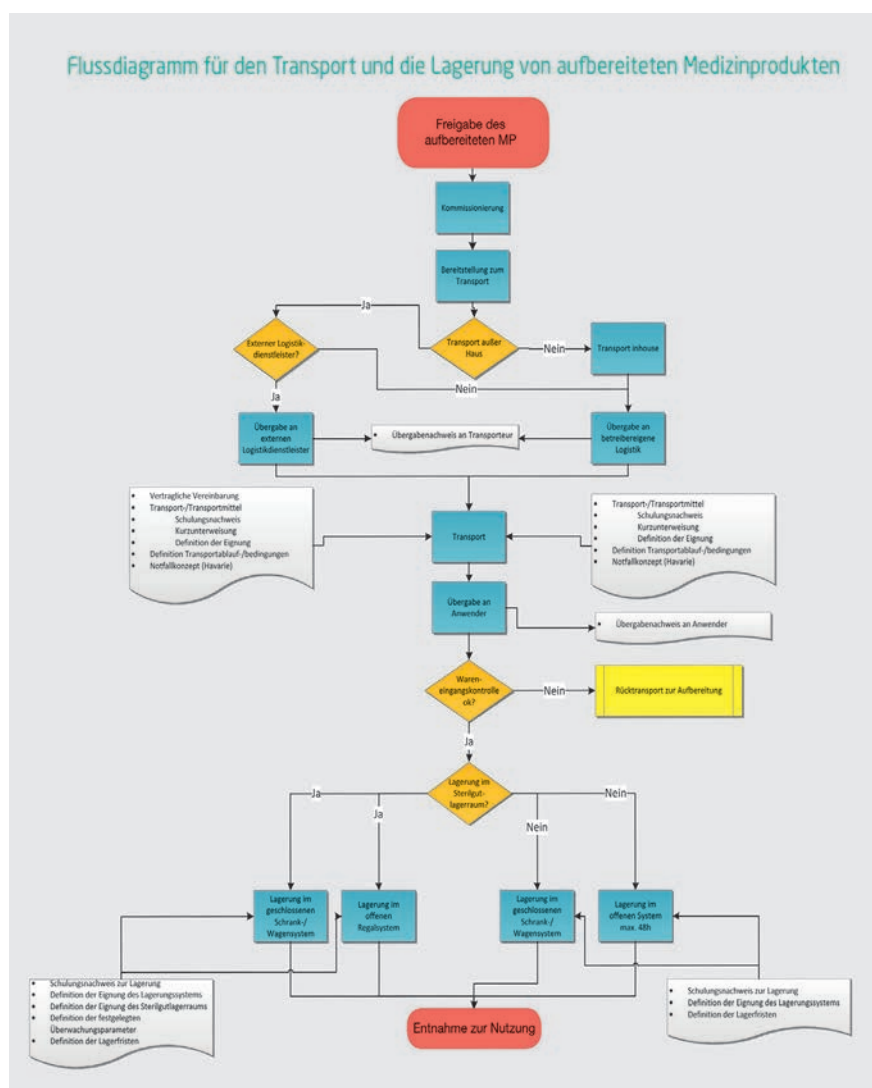 Flussdiagramm für den Transport und die Lagerung von aufbereiteten Medizinprodukten
Freigabe des
aufbereiteten MP
Kommissionierung
Bereitstellung zum
Transport
Ja
Externer Logistik-
dienstleister?
Transport außer
Haus
Nein
Transport inhouse
Nein
Ja
Übergabe an
externen
Logistikdienstleister
• Übergabenachweis an Transporteur
Übergabe an
betreibereigene
Logistik
• Vertragliche Vereinbarung
• Transport-/Transportmittel
Schulungsnachweis
Kurzunterweisung
Definition der Eignung
• Definition Transportablauf-/bedingungen
• Notfallkonzept (Havarie)
Transport
• Transport-/Transportmittel
• Schulungsnachweis
• Kurzunterweisung
• Definition der Eignung
• Definition Transportablauf-/bedingungen
• Notfallkonzept (Havarie)
Übergabe an
Anwender
• Übergabenachweis an Anwender
Waren-
eingangskontrolle
ok?
Nein
Rücktransport zur Aufbereitung
Ja
Lagerung im
Sterilgut-
lagerraum?
Ja
Ja
Nein
Nein
Lagerung im
geschlossenen
Schrank-/
Wagensystem
Lagerung im
offenen
Regalsystem
Lagerung im
geschlossenen
Schrank-/
Wagensystem
Lagerung im
offenen System
max. 48h
• Schulungsnachweis zur Lagerung
• Definition der Eignung des Lagerungssystems
• Definition der Eignung des Sterilgutlagerraums
• Definition der festgelegten
Überwachungsparameter
• Definition der Lagerfristen
• Schulungsnachweis zur Lagerung
• Definition der Eignung des Lagerungssystems
• Definition der Lagerfristen
Entnahme zur Nutzung